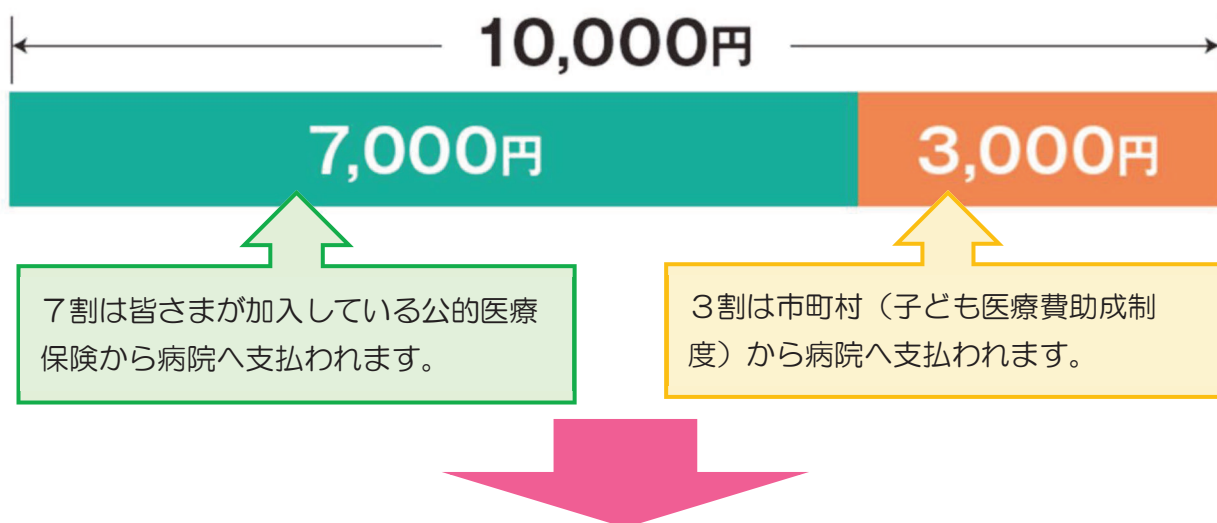 10,000円
7,000円
3,000円
７割は皆さまが加入している公的医療
保険から病院へ支払われます。
３割は市町村（子ども医療費助成制
度）から病院へ支払われます。